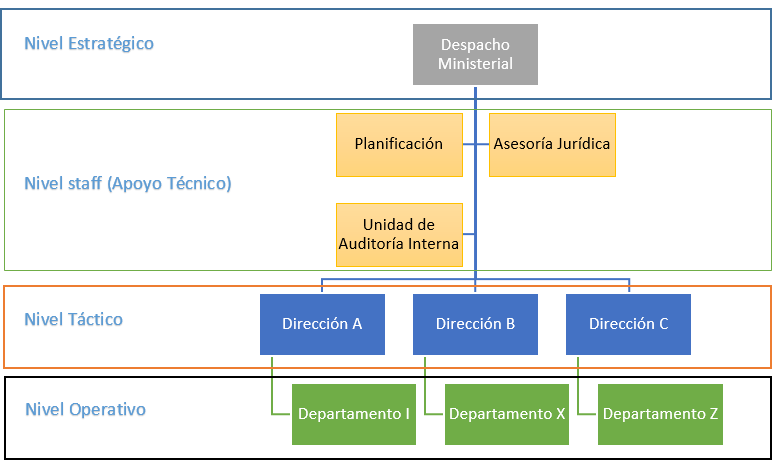 Nivel Estratégico
Despacho
Ministerial
Nivel staff (Apoyo Técnico)
Planificación
Asesoría Jurídica
Unidad de
Auditoría Interna
Nivel Táctico
Dirección A
Dirección B
Dirección C
Nivel Operativo
Departamento I
Departamento X
Departamento Z